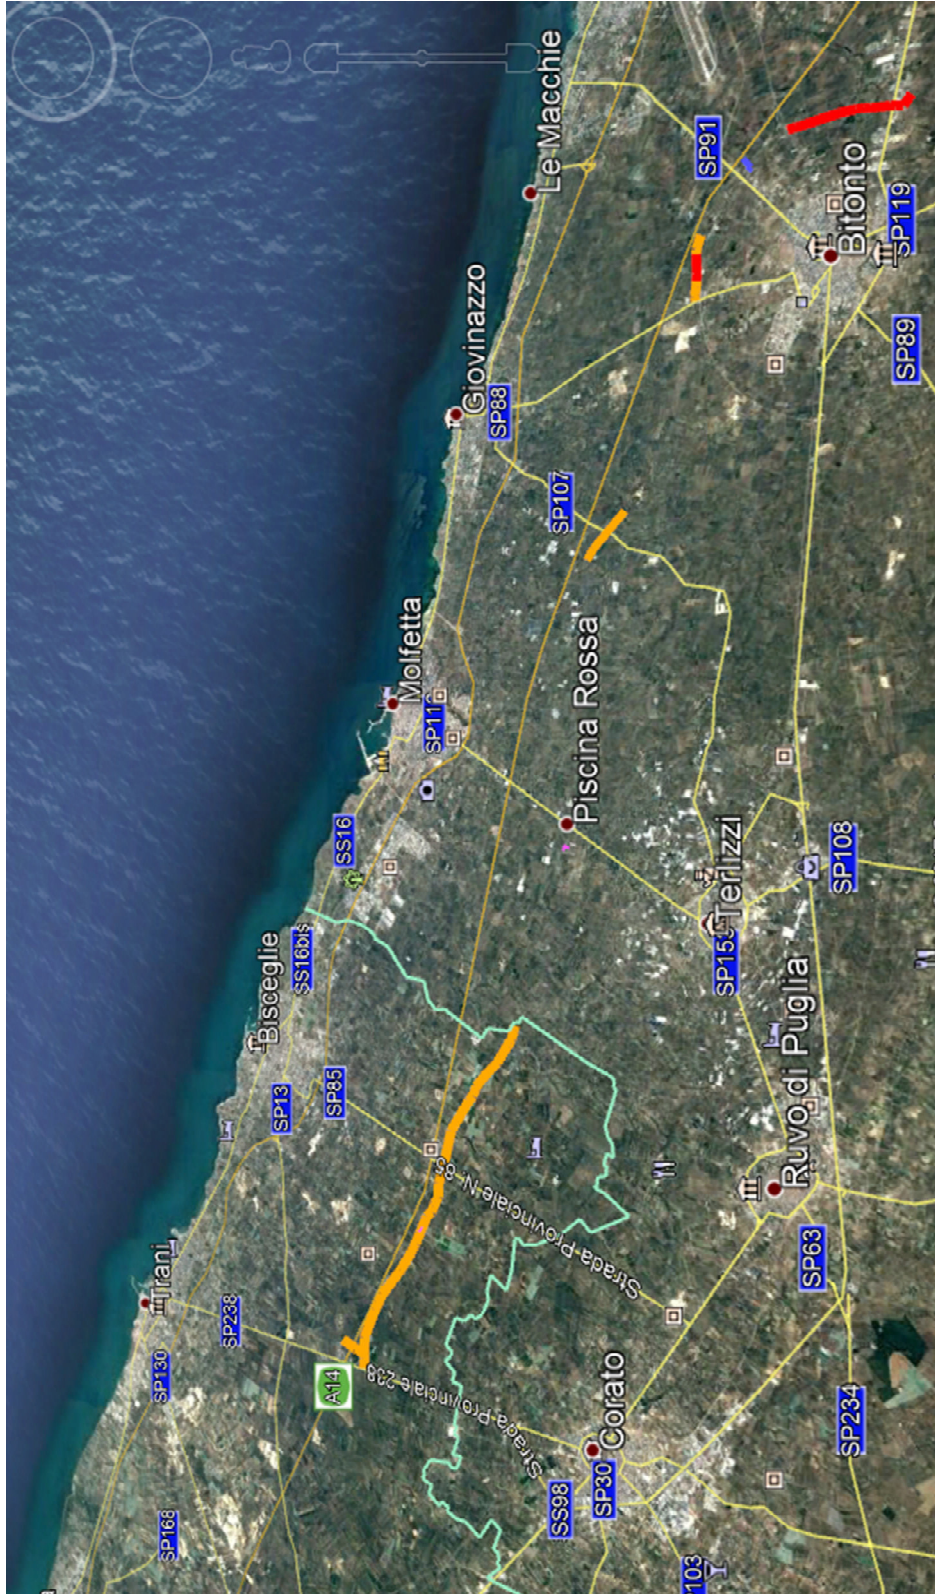 Trani
SP130
SP168
SP238
Bisceglie
SP13
SS16bis
SP85
SS16
A14
Molfetta
Strada Provinciale 238
Giovinazzo
SP88
Strada Provinciale N. 85
Le Macchie
SP107
SS98
Piscina Rossa
SP30
Corato
103
SP91
Terlizzi
Ruvo di Puglia
SP63
SP108
SP234
Bitonto
SP119
SP89